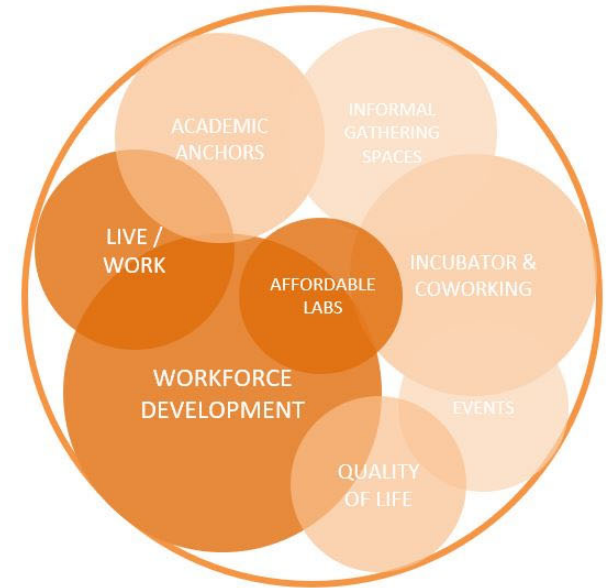 ACADEMIC
ANCHORS
INFORMAL
GATHERING
SPACES
LIVE /
WORK
AFFORDABLE
LABS
INCUBATOR &
COWORKING
WORKFORCE
DEVELOPMENT
EVENTS
QUALITY
OF LIFE